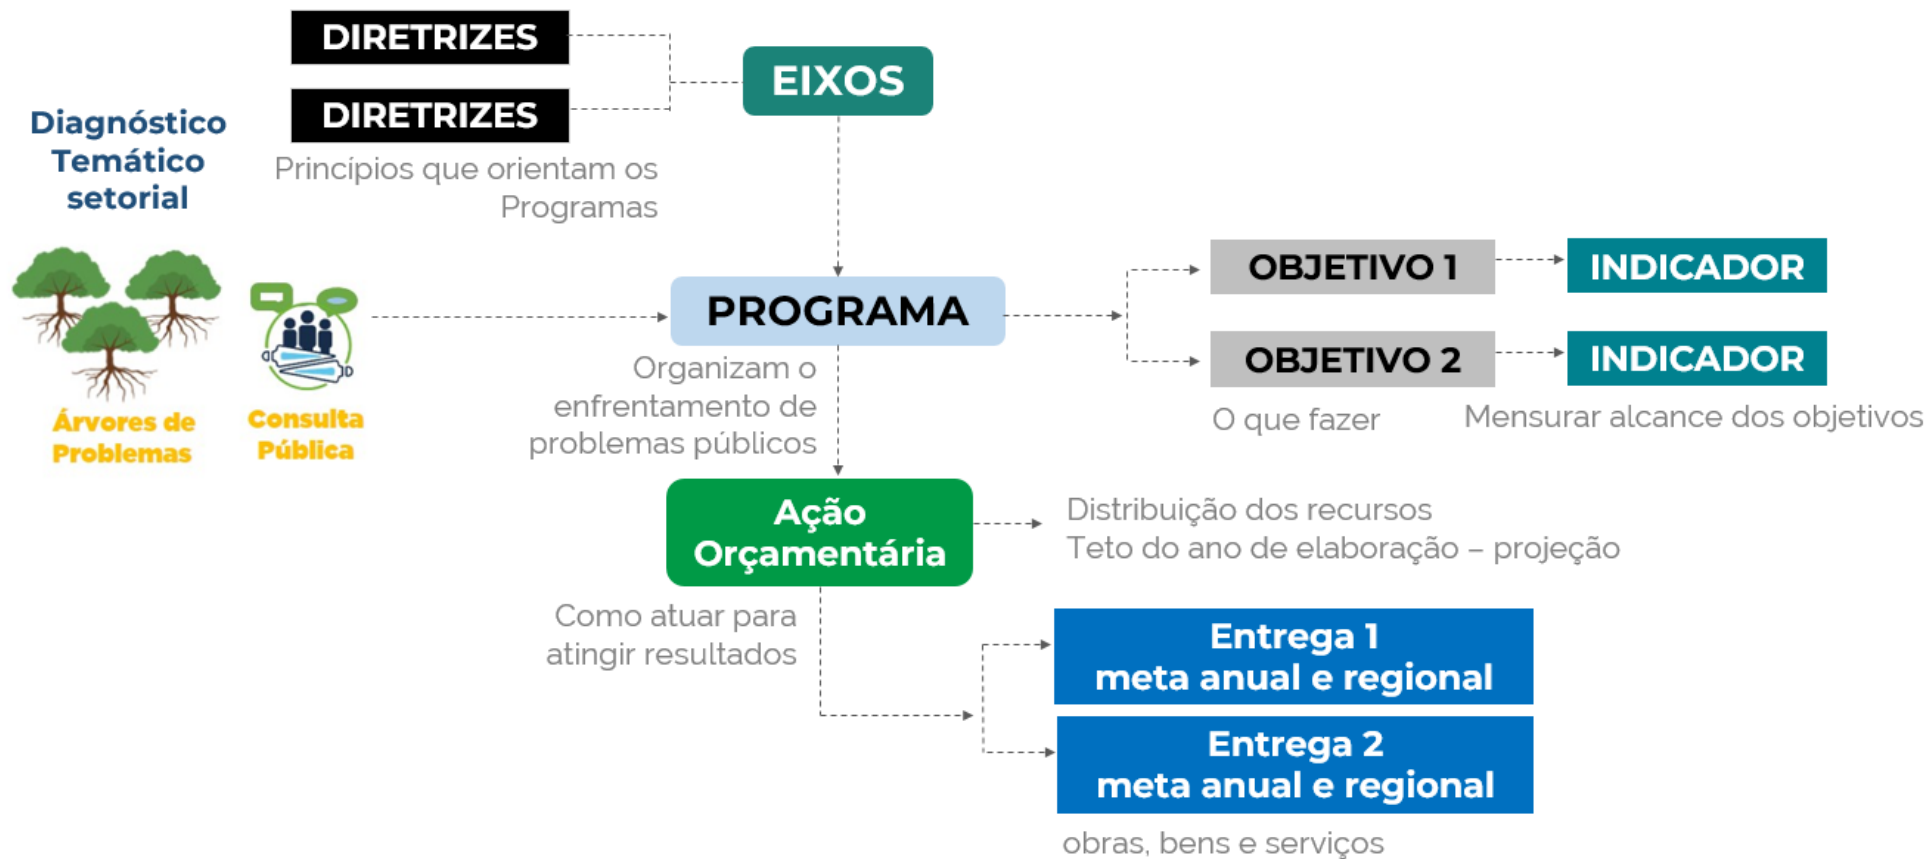 DIRETRIZES
DIRETRIZES
Princípios que orientam os
Programas
EIXOS
Diagnóstico
Temático
setorial
Árvores de
Problemas
Consulta
Pública
PROGRAMA
Organizam o
enfrentamento de
problemas públicos
OBJETIVO 1
INDICADOR
OBJETIVO 2
INDICADOR
O que fazer
Mensurar alcance dos objetivos
Ação
Orçamentária
Distribuição dos recursos
Teto do ano de elaboração – projeção
Como atuar para
atingir resultados
Entrega 1
meta anual e regional
Entrega 2
meta anual e regional
obras, bens e serviços